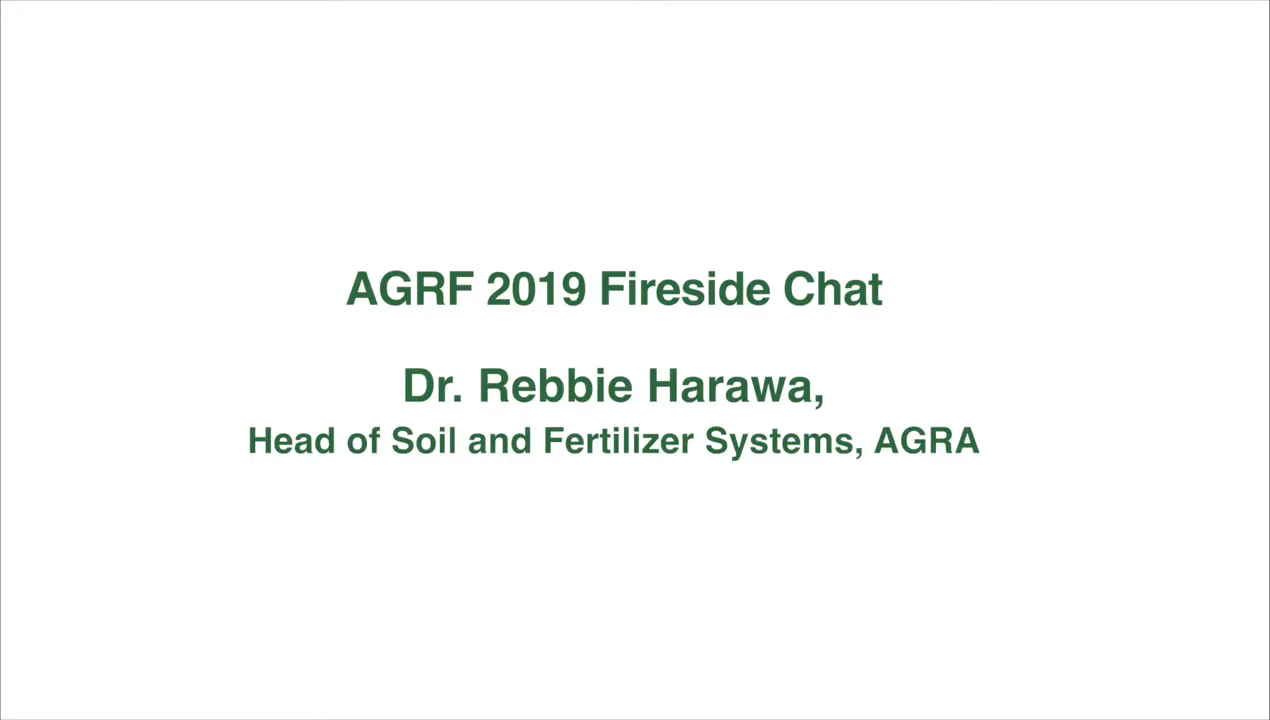 AGRF 2019 Fireside Chat
Dr. Rebbie Harawa,
Head of Soil and Fertilizer Systems, AGRA